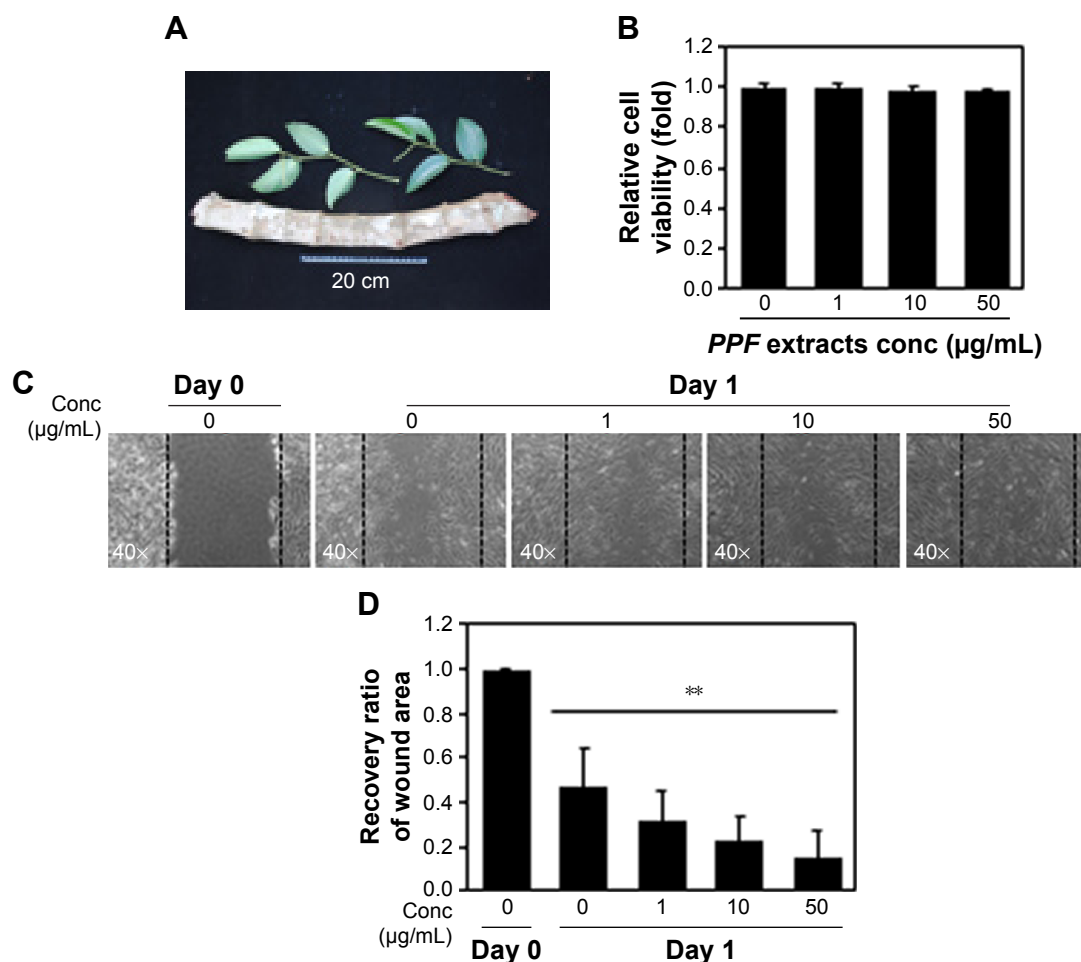 A
20 cm
B
Relative cell
viability (fold)
1.2
1.0
0.8
0.6
0.4
0.2
0.0
0 1 10 50
PPF extracts conc (µg/mL)
C
Day 0 Day 1
Conc
(µg/mL)
0 0 1 10 50
40× 40× 40× 40× 40×
D
Recovery ratio
of wound area
1.2
1.0
0.8
0.6
0.4
0.2
0.0
**
Conc
(µg/mL)
0 0 1 10 50
Day 0 Day 1